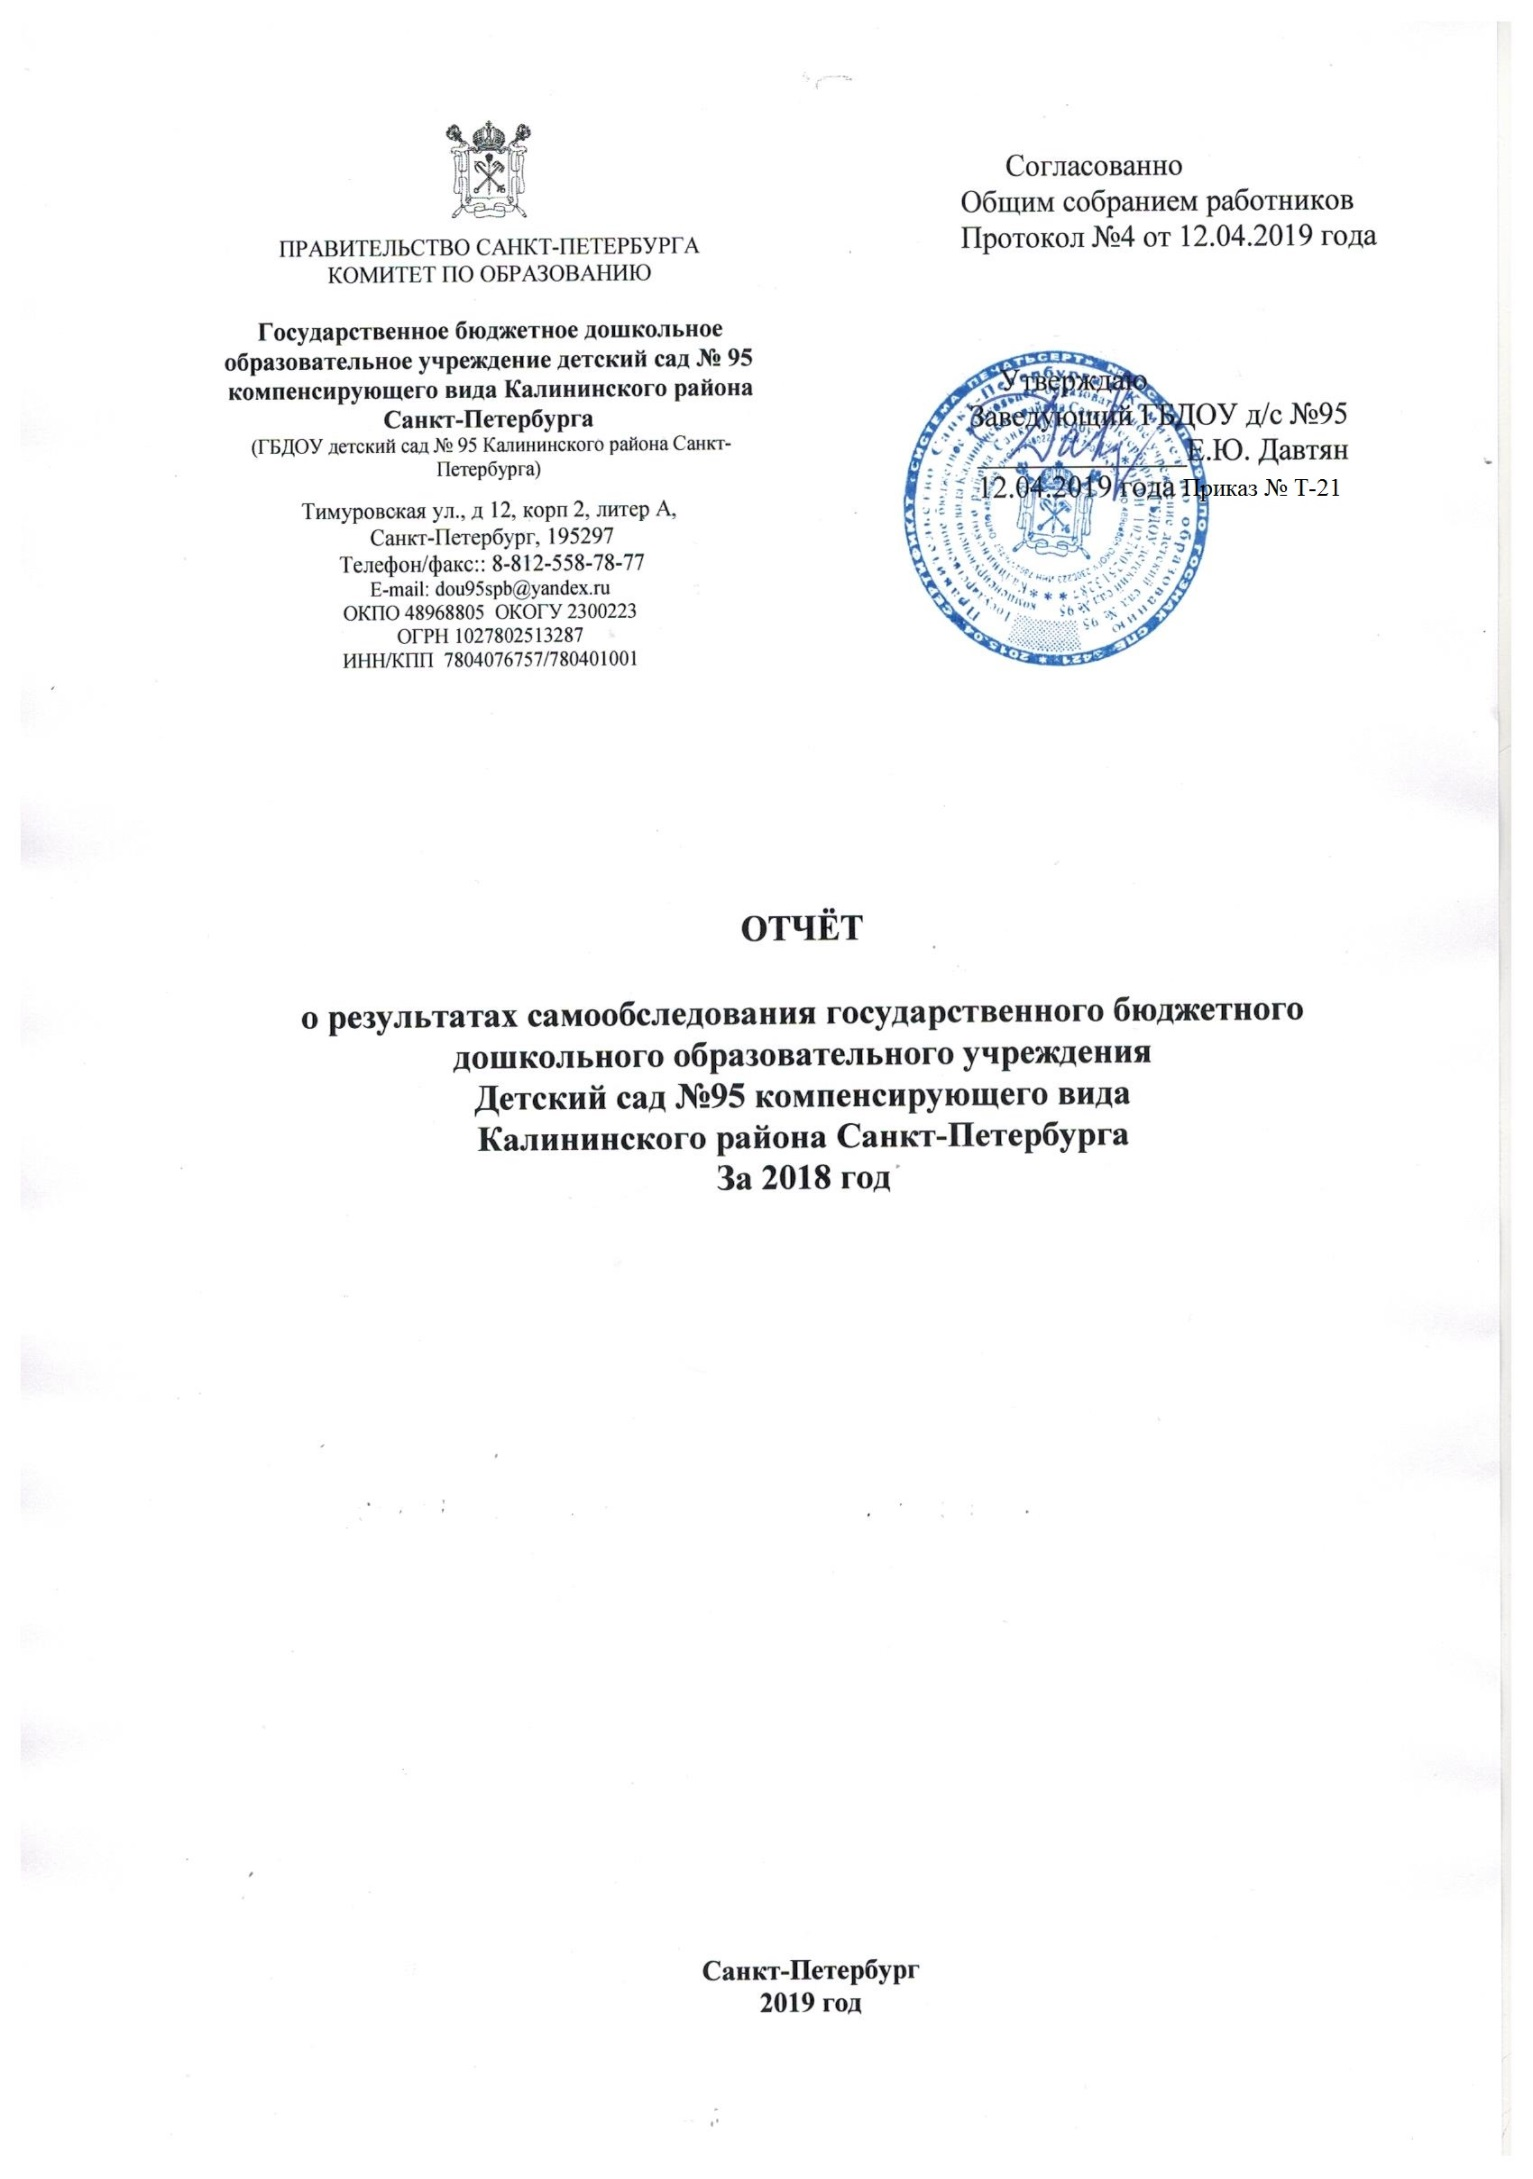 ПРАВИТЕЛЬСТВО САНКТ-ПЕТЕРБУРГА
КОМИТЕТ ПО ОБРАЗОВАНИЮ
Государственное бюджетное дошкольное
образовательное учреждение детский сад № 95
компенсирующего вида Калининского района
Санкт-Петербурга
(ГБДОУ детский сад № 95 Калининского района Санкт-
Петербурга)
Тимуровская ул., д 12, корп 2, литер А,
Санкт-Петербург, 195297
Телефон/факс:: 8-812-558-78-77
E-mail: dou95spb@yandex.ru
ОКПО 48968805  ОКОГУ 2300223
ОГРН 1027802513287
ИНН/КПП  7804076757/780401001
Согласованно
Общим собранием работников
Протокол №4 от 12.04.2019 года
Утверждаю
Заведующий ГБДОУ д/с №95
Е.Ю. Давтян
12.04.2019 года Приказ № Т-21
ОТЧЁТ
о результатах самообследования государственного бюджетного
дошкольного образовательного учреждения
Детский сад №95 компенсирующего вида
Калининского района Санкт-Петербурга
За 2018 год
Санкт-Петербург
2019 год